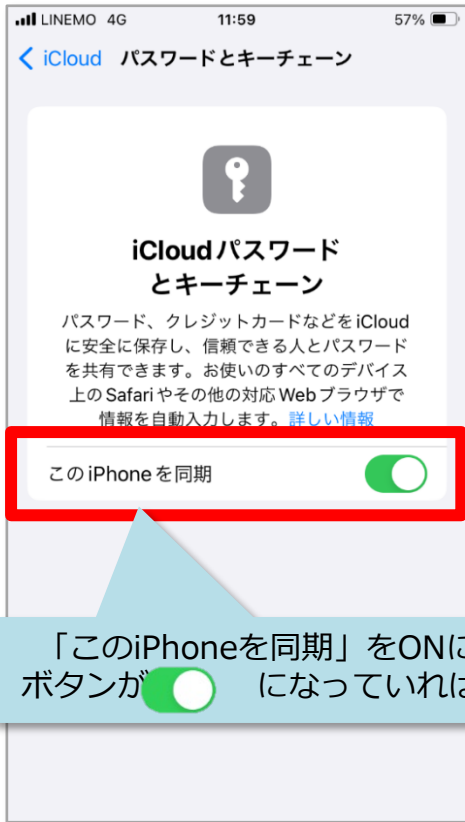 LINEMO 4G 11:59 57%
iCloud パスワードとキーチェーン
iCloudパスワード
とキーチェーン
パスワード、クレジットカードなどをiCloud
に安全に保存し、信頼できる人とパスワード
を共有できます。お使いのすべてのデバイス
上のSafariやその他の対応Webブラウザで
情報を自動入力します。詳しい情報
このiPhoneを同期
「このiPhoneを同期」をONに
ボタンが になっていれば